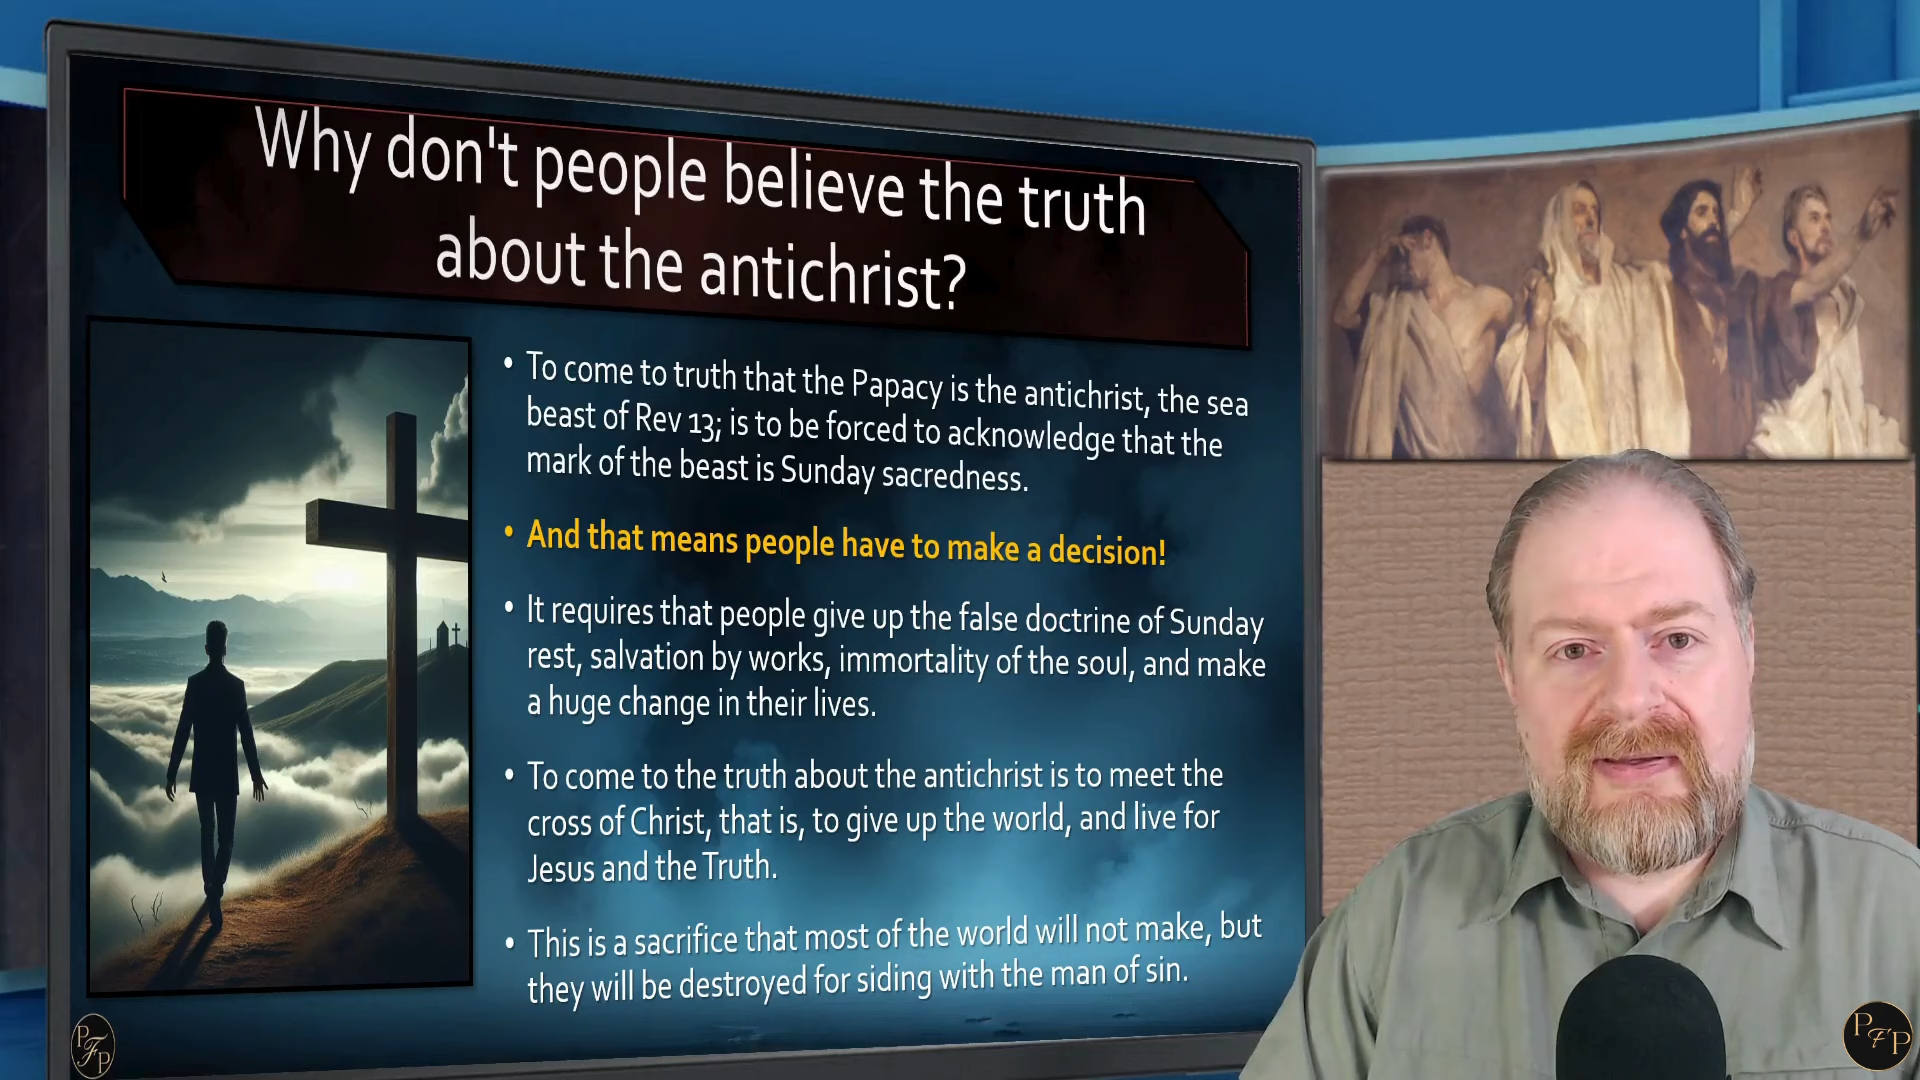 Why don't people believe the truth
about the antichrist?
• To come to truth that the Papacy is the antichrist, the sea
beast of Rev 13; is to be forced to acknowledge that the
mark of the beast is Sunday sacredness.
• And that means people have to make a decision!
• It requires that people give up the false doctrine of Sunday
rest, salvation by works, immortality of the soul, and make
a huge change in their lives.
• To come to the truth about the antichrist is to meet the
cross of Christ, that is, to give up the world, and live for
Jesus and the Truth.
• This is a sacrifice that most of the world will not make, but
they will be destroyed for siding with the man of sin.
PFP
PFP